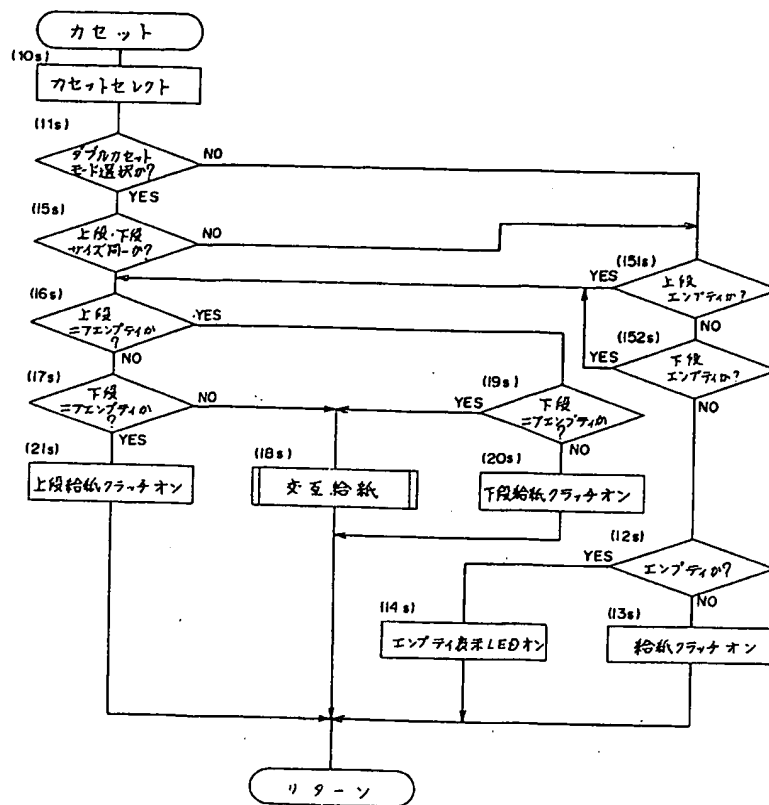 カセット
(10s)
カセットセレクト
(11s)
ダブルカセット
モード選択か?
NO
YES
(15s)
上段・下段
サイズ同一か?
NO
(151s)
YES
上段
エンプティか?
NO
(16s)
上段
ニアエンプティか
?
YES
NO
(152s)
YES
下段
エンプティか?
NO
(17s)
下段
ニアエンプティか
?
NO
YES
(19s)
YES
下段
ニアエンプティか
?
NO
(21s)
上段給紙クラッチオン
(18s)
交互給紙
(20s)
下段給紙クラッチオン
(12s)
YES
エンプティか?
NO
(14s)
エンプティ表示LEDオン
(13s)
給紙クラッチオン
リターン